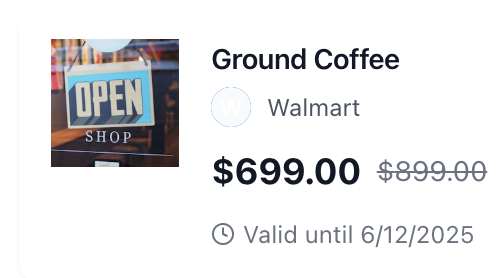 Ground Coffee
OPEN
SHOP
W Walmart
$699.00 $899.00
Valid until 6/12/2025